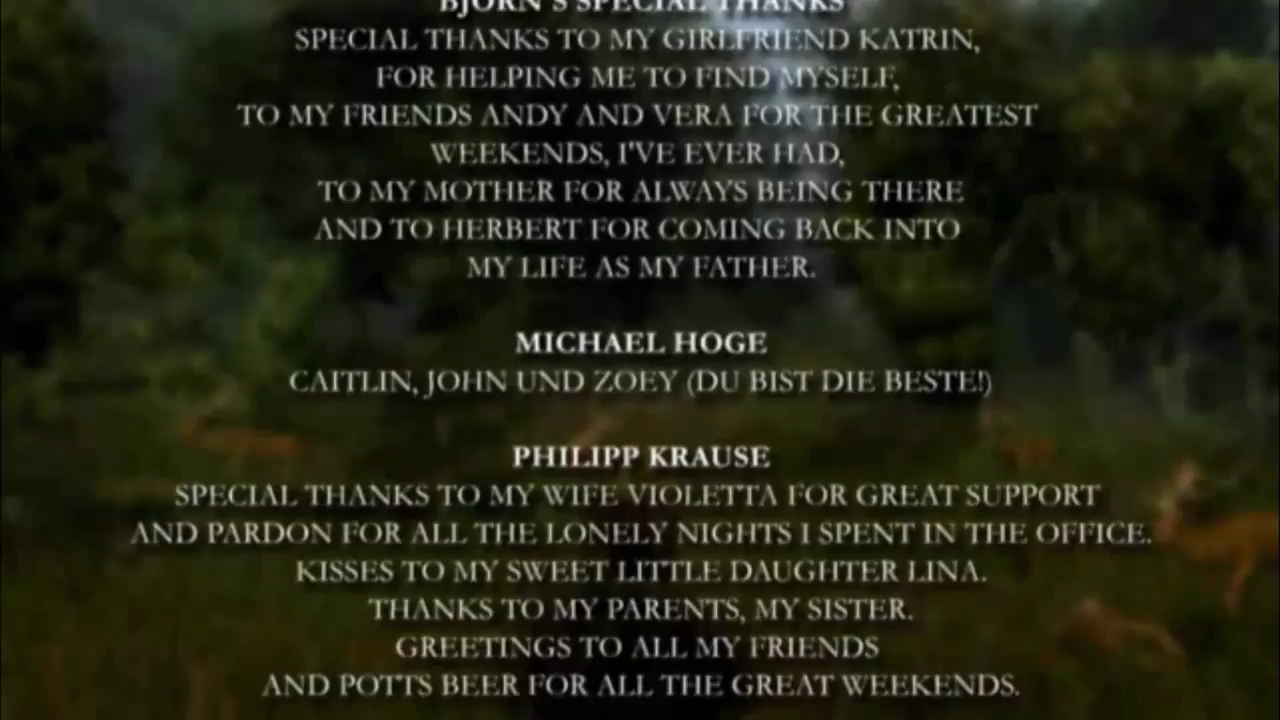 BJÖRN'S SPECIAL THANKS
SPECIAL THANKS TO MY GIRLFRIEND KATRIN,
FOR HELPING ME TO FIND MYSELF,
TO MY FRIENDS ANDY AND VERA FOR THE GREATEST
WEEKENDS, I'VE EVER HAD,
TO MY MOTHER FOR ALWAYS BEING THERE
AND TO HERBERT FOR COMING BACK INTO
MY LIFE AS MY FATHER.
MICHAEL HOGE
CAITLIN, JOHN UND ZOEY (DU BIST DIE BESTE!)
PHILIPP KRAUSE
SPECIAL THANKS TO MY WIFE VIOLETTA FOR GREAT SUPPORT
AND PARDON FOR ALL THE LONELY NIGHTS I SPENT IN THE OFFICE.
KISSES TO MY SWEET LITTLE DAUGHTER LINA.
THANKS TO MY PARENTS, MY SISTER.
GREETINGS TO ALL MY FRIENDS
AND POTTS BEER FOR ALL THE GREAT WEEKENDS.